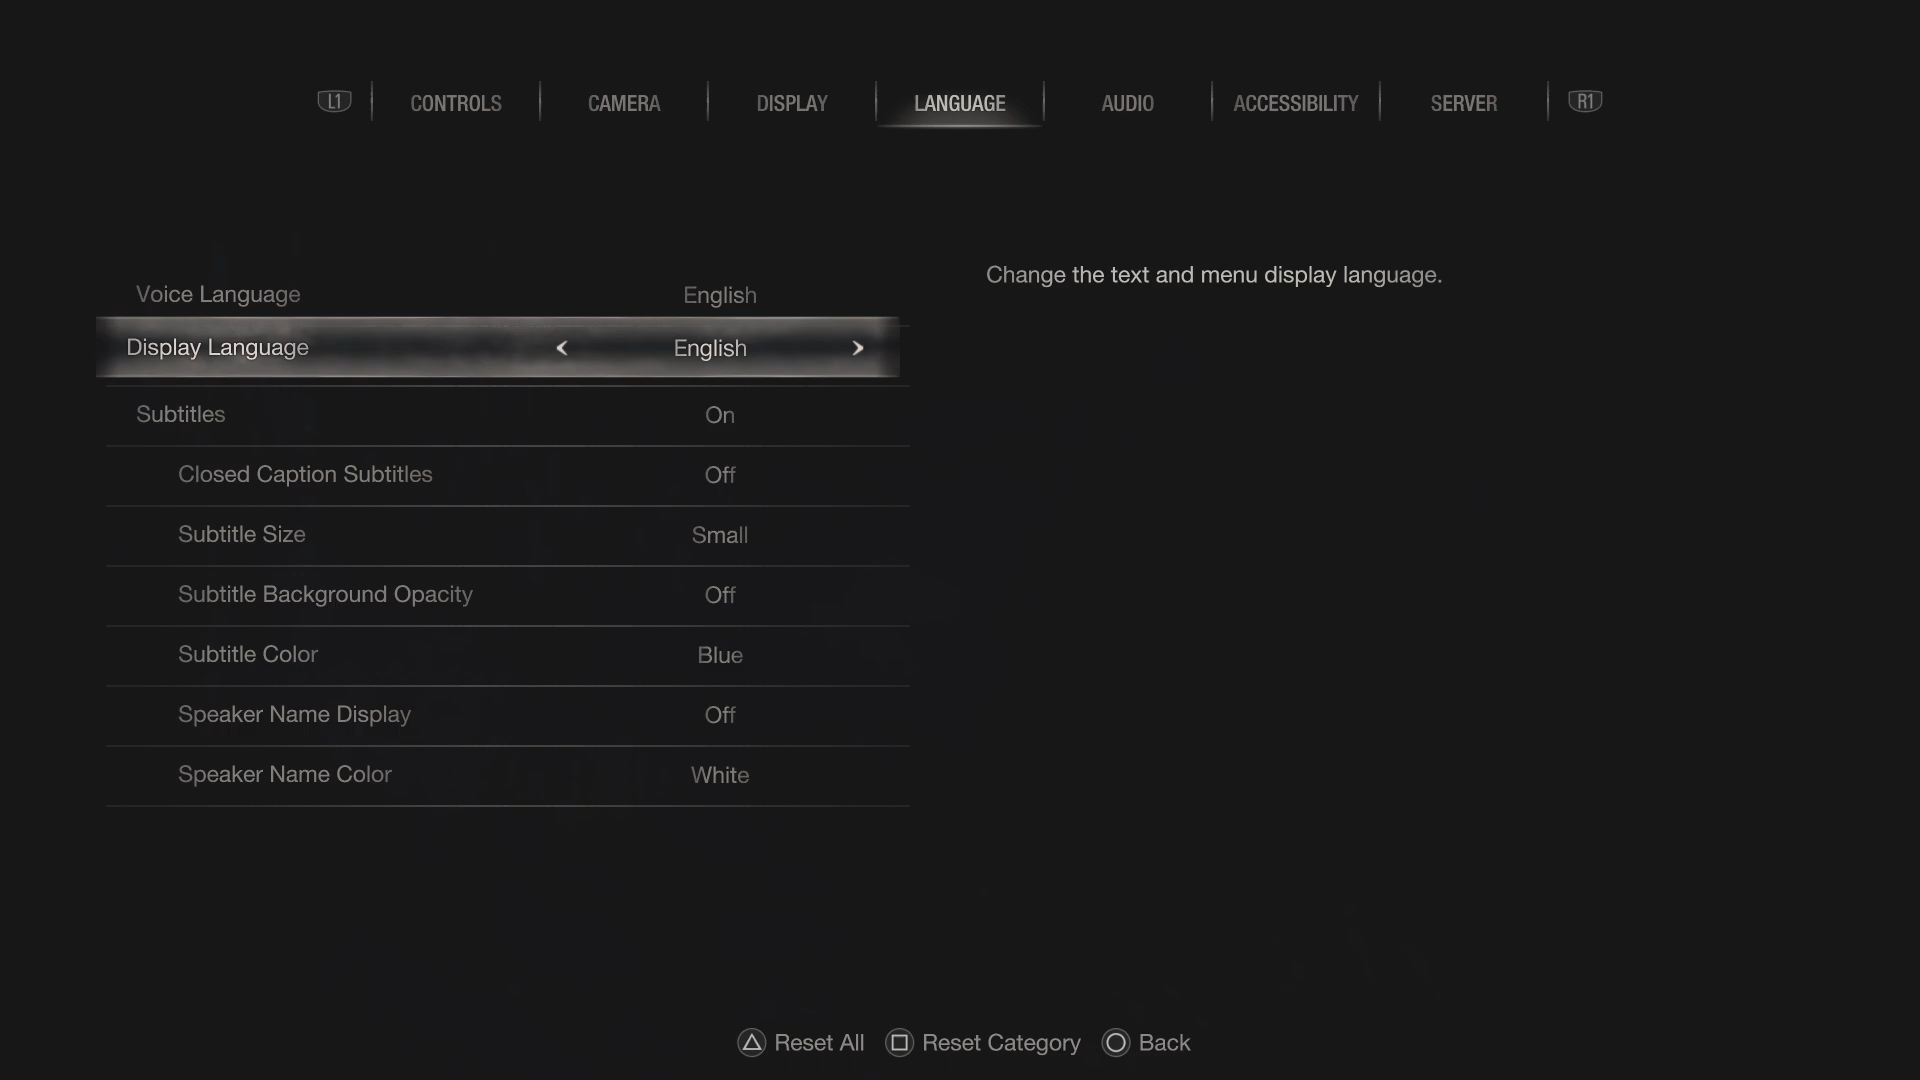 L1 CONTROLS CAMERA DISPLAY LANGUAGE AUDIO ACCESSIBILITY SERVER R1
Voice Language English
Change the text and menu display language.
Display Language English
Subtitles On
Closed Caption Subtitles Off
Subtitle Size Small
Subtitle Background Opacity Off
Subtitle Color Blue
Speaker Name Display Off
Speaker Name Color White
Reset All Reset Category Back